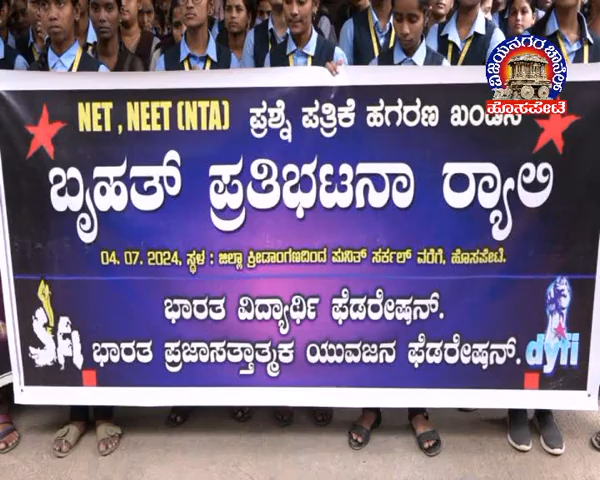 ವಿಜಯನಗರ ಚಾನೆಲ್
ಹೊಸಪೇಟೆ
NET , NEET (NTA) ಪ್ರಶ್ನೆ ಪತ್ರಿಕೆ ಹಗರಣ ಖಂಡಿಸಿ
ಬೃಹತ್ ಪ್ರತಿಭಟನಾ ರ‍್ಯಾಲಿ
04. 07. 2024, ಸ್ಥಳ : ಜಿಲ್ಲಾ ಕ್ರೀಡಾಂಗಣದಿಂದ ಪುನಿತ್ ಸರ್ಕಲ್ ವರೆಗೆ, ಹೊಸಪೇಟೆ.
ಭಾರತ ವಿದ್ಯಾರ್ಥಿ ಫೆಡರೇಷನ್.
SFI ಭಾರತ ಪ್ರಜಾಸತ್ತಾತ್ಮಕ ಯುವಜನ ಫೆಡರೇಷನ್. dyfi